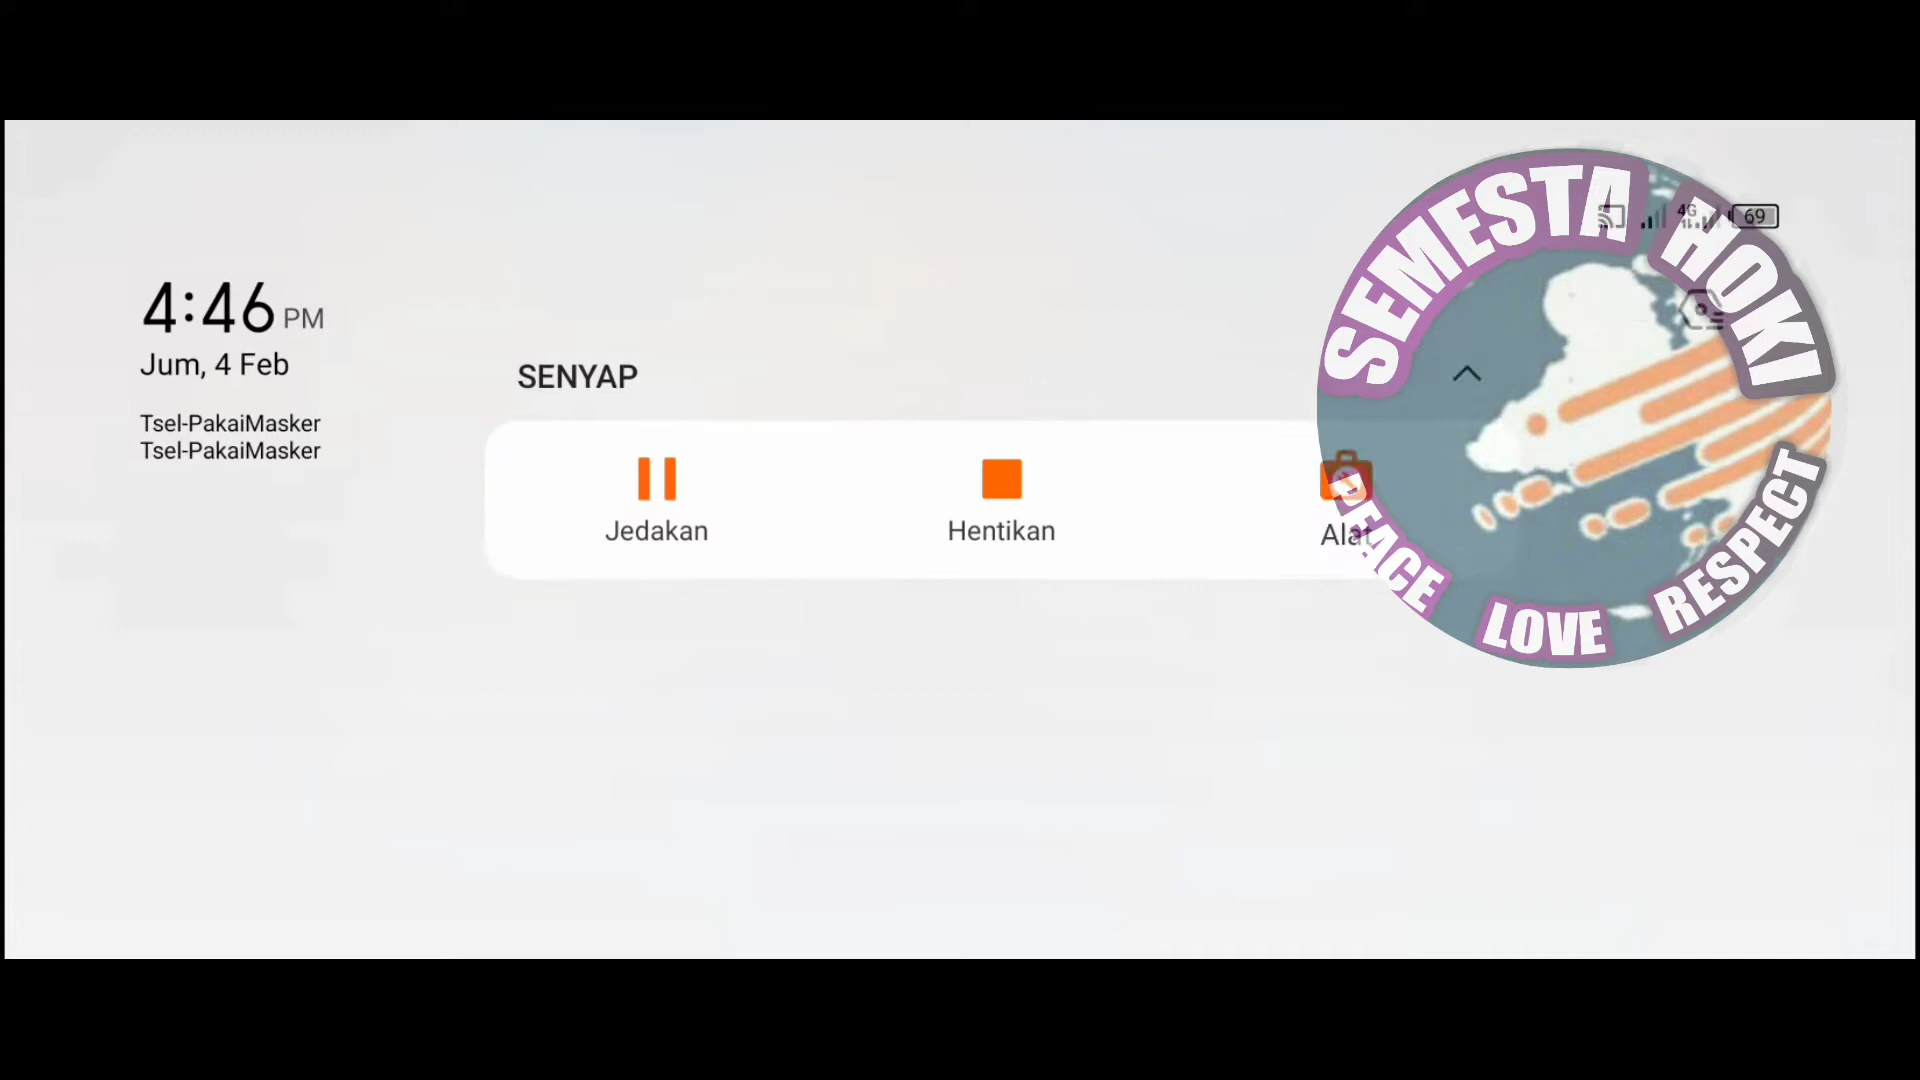 SEMESTA HOKI
4G
69
4:46 PM
Jum, 4 Feb
Tsel-PakaiMasker
Tsel-PakaiMasker
SENYAP
Jedakan
Hentikan
Alat
PEACE LOVE RESPECT